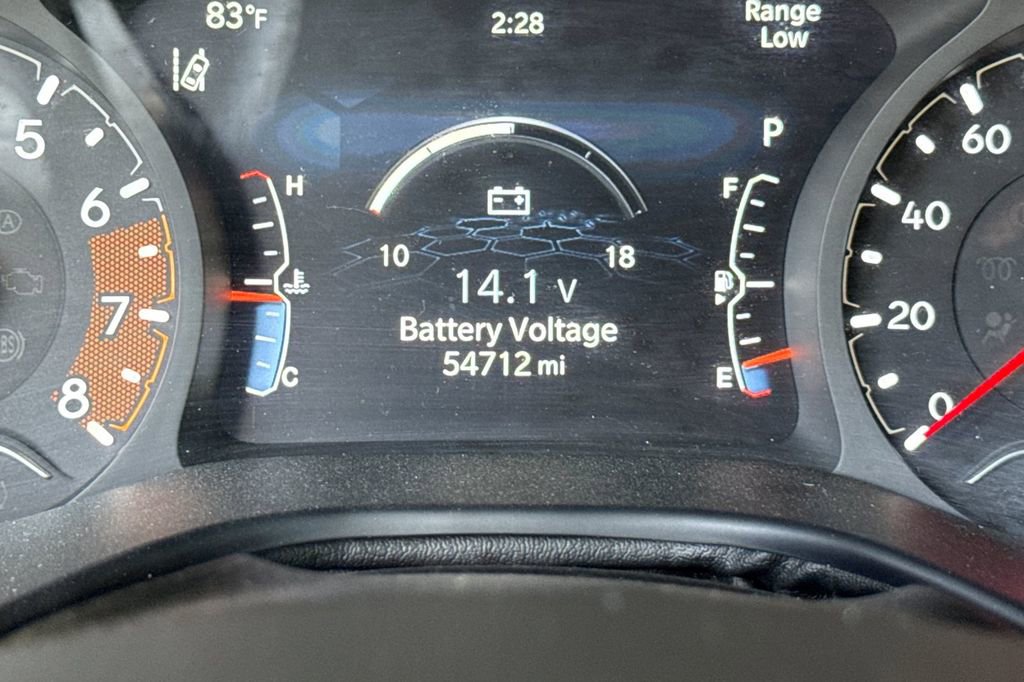 83°F
2:28
Range
Low
P
5
6
7
8
H
C
10
18
14.1 V
Battery Voltage
54712 mi
F
E
60
40
20
0
A
BS